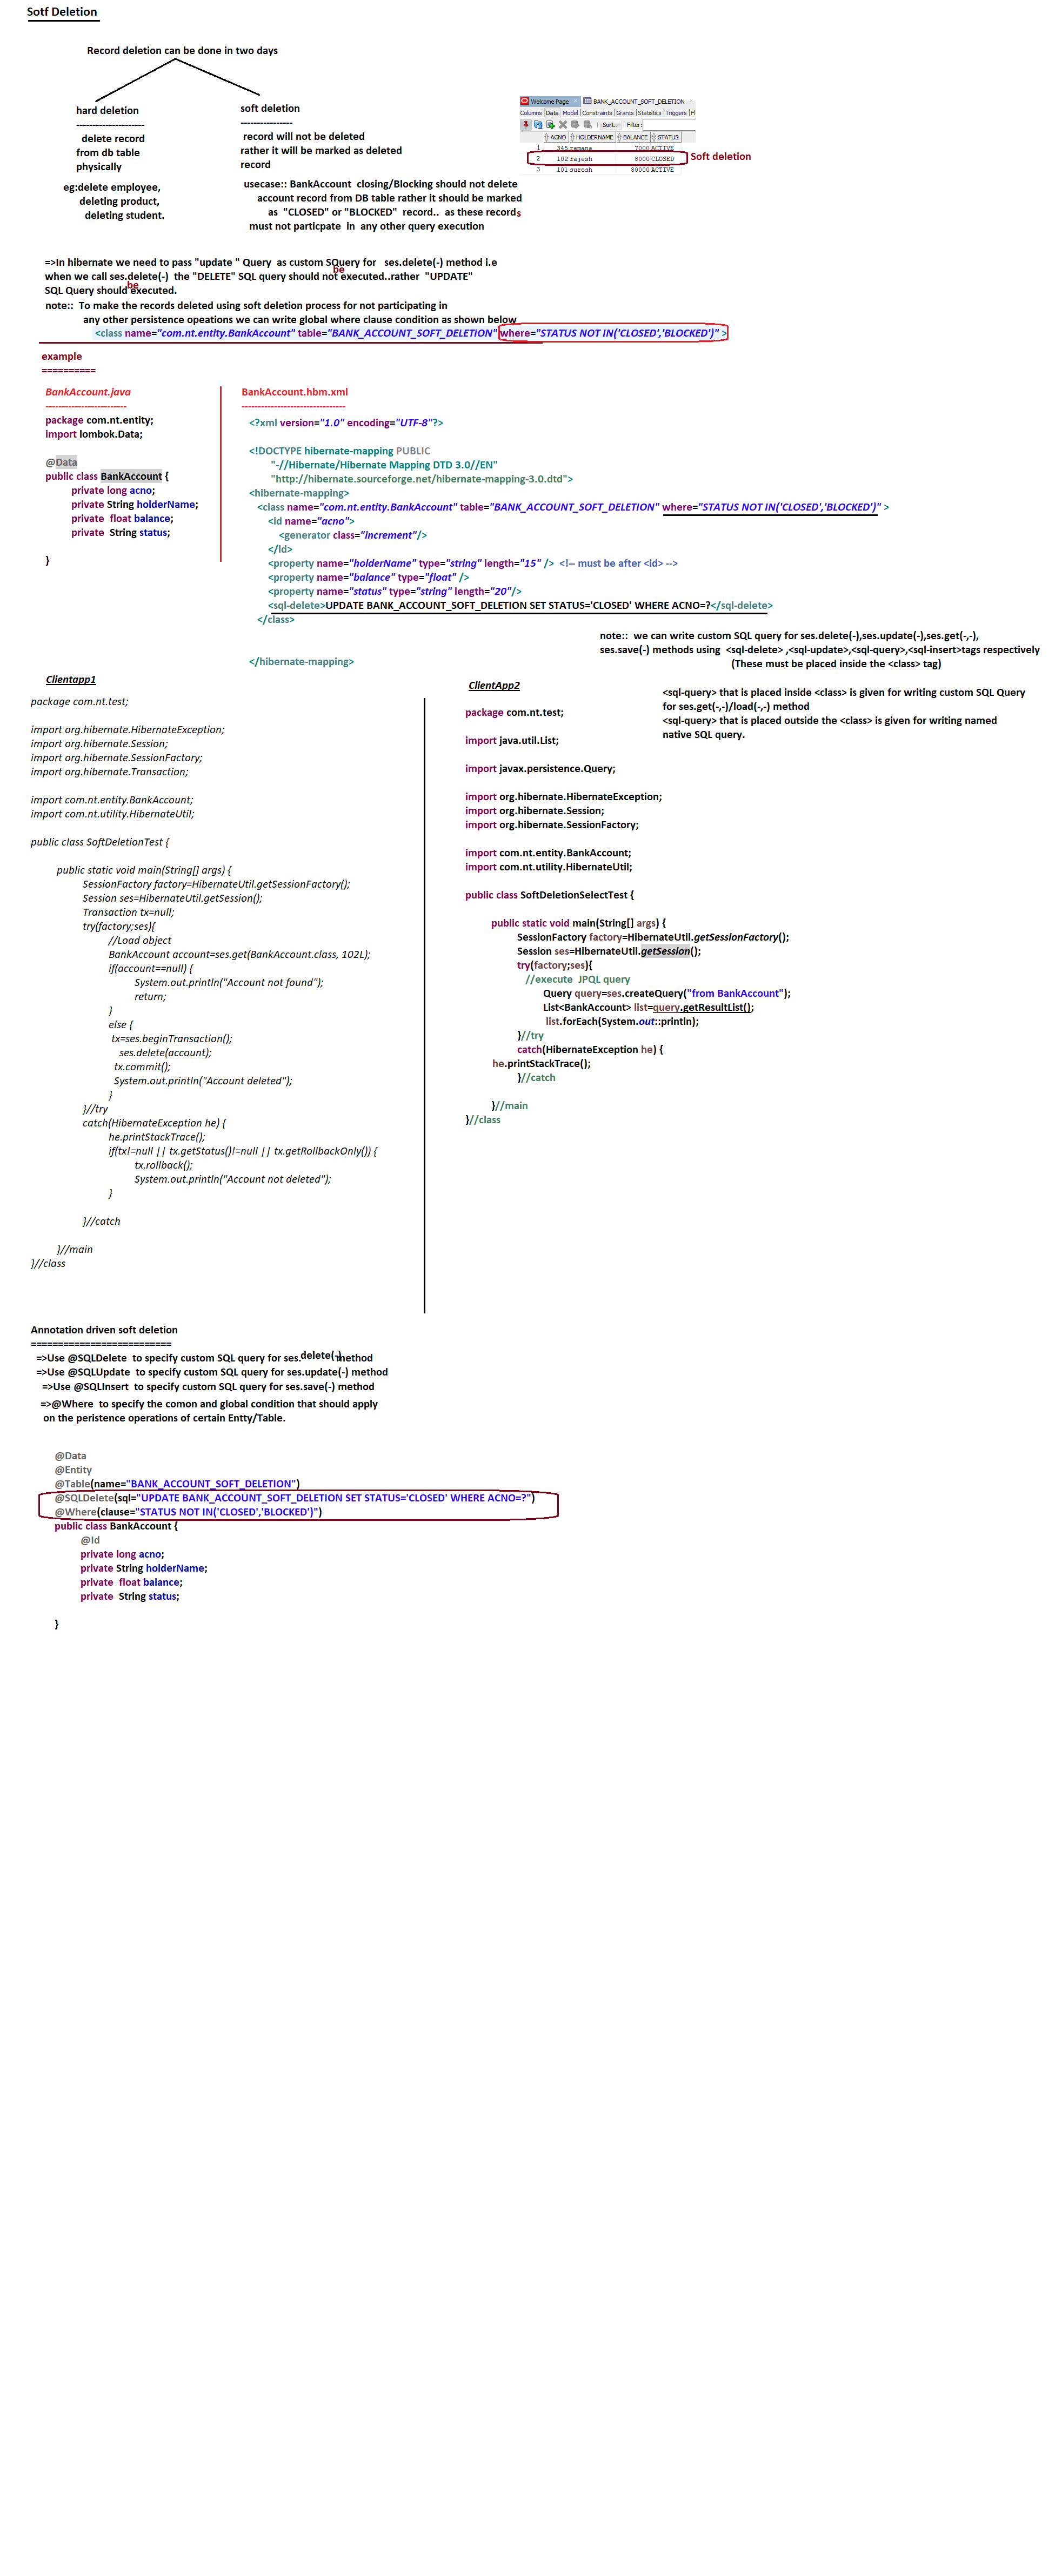 Sotf Deletion
Record deletion can be done in two days
hard deletion
---------------------
delete record
from db table
physically
eg:delete employee,
deleting product,
deleting student.
soft deletion
----------------
record will not be deleted
rather it will be marked as deleted
record
usecase:: BankAccount closing/Blocking should not delete
account record from DB table rather it should be marked
as "CLOSED" or "BLOCKED" record.. as these records
must not particpate in any other query execution
Welcome Page
BANK_ACCOUNT_SOFT_DELETION
Columns Data Model Constraints Grants Statistics Triggers Fl
Sort.. Filter:
ACNO HOLDERNAME BALANCE STATUS
1 345 ramana 7000 ACTIVE
2 102 rajesh 8000 CLOSED
3 101 suresh 80000 ACTIVE
Soft deletion
=>In hibernate we need to pass "update " Query as custom SQuery for ses.delete(-) method i.e
when we call ses.delete(-) the "DELETE" SQL query should not be executed..rather "UPDATE"
SQL Query should be executed.
note:: To make the records deleted using soft deletion process for not participating in
any other persistence opeations we can write global where clause condition as shown below
<class name="com.nt.entity.BankAccount" table="BANK_ACCOUNT_SOFT_DELETION" where="STATUS NOT IN('CLOSED','BLOCKED')" >
example
==========
BankAccount.java
-------------------------
package com.nt.entity;
import lombok.Data;
@Data
public class BankAccount {
private long acno;
private String holderName;
private float balance;
private String status;
}
BankAccount.hbm.xml
--------------------------------
<?xml version="1.0" encoding="UTF-8"?>
<!DOCTYPE hibernate-mapping PUBLIC
"-//Hibernate/Hibernate Mapping DTD 3.0//EN"
"http://hibernate.sourceforge.net/hibernate-mapping-3.0.dtd">
<hibernate-mapping>
<class name="com.nt.entity.BankAccount" table="BANK_ACCOUNT_SOFT_DELETION" where="STATUS NOT IN('CLOSED','BLOCKED')" >
<id name="acno">
<generator class="increment"/>
</id>
<property name="holderName" type="string" length="15" /> <!-- must be after <id> -->
<property name="balance" type="float" />
<property name="status" type="string" length="20"/>
<sql-delete>UPDATE BANK_ACCOUNT_SOFT_DELETION SET STATUS='CLOSED' WHERE ACNO=?</sql-delete>
</class>
</hibernate-mapping>
note:: we can write custom SQL query for ses.delete(-),ses.update(-),ses.get(-,-),
ses.save(-) methods using <sql-delete> ,<sql-update>,<sql-query>,<sql-insert>tags respectively
(These must be placed inside the <class> tag)
<sql-query> that is placed inside <class> is given for writing custom SQL Query
for ses.get(-,-)/load(-,-) method
<sql-query> that is placed outside the <class> is given for writing named
native SQL query.
Clientapp1
package com.nt.test;
import org.hibernate.HibernateException;
import org.hibernate.Session;
import org.hibernate.SessionFactory;
import org.hibernate.Transaction;
import com.nt.entity.BankAccount;
import com.nt.utility.HibernateUtil;
public class SoftDeletionTest {
public static void main(String[] args) {
SessionFactory factory=HibernateUtil.getSessionFactory();
Session ses=HibernateUtil.getSession();
Transaction tx=null;
try(factory;ses){
//Load object
BankAccount account=ses.get(BankAccount.class, 102L);
if(account==null) {
System.out.println("Account not found");
return;
}
else {
tx=ses.beginTransaction();
ses.delete(account);
tx.commit();
System.out.println("Account deleted");
}
}//try
catch(HibernateException he) {
he.printStackTrace();
if(tx!=null || tx.getStatus()!=null || tx.getRollbackOnly()) {
tx.rollback();
System.out.println("Account not deleted");
}
}//catch
}//main
}//class
ClientApp2
package com.nt.test;
import java.util.List;
import javax.persistence.Query;
import org.hibernate.HibernateException;
import org.hibernate.Session;
import org.hibernate.SessionFactory;
import com.nt.entity.BankAccount;
import com.nt.utility.HibernateUtil;
public class SoftDeletionSelectTest {
public static void main(String[] args) {
SessionFactory factory=HibernateUtil.getSessionFactory();
Session ses=HibernateUtil.getSession();
try(factory;ses){
//execute JPQL query
Query query=ses.createQuery("from BankAccount");
List<BankAccount> list=query.getResultList();
list.forEach(System.out::println);
}//try
catch(HibernateException he) {
he.printStackTrace();
}//catch
}//main
}//class
Annotation driven soft deletion
==========================
=>Use @SQLDelete to specify custom SQL query for ses.delete(-) method
=>Use @SQLUpdate to specify custom SQL query for ses.update(-) method
=>Use @SQLInsert to specify custom SQL query for ses.save(-) method
=>@Where to specify the comon and global condition that should apply
on the peristence operations of certain Entty/Table.
@Data
@Entity
@Table(name="BANK_ACCOUNT_SOFT_DELETION")
@SQLDelete(sql="UPDATE BANK_ACCOUNT_SOFT_DELETION SET STATUS='CLOSED' WHERE ACNO=?")
@Where(clause="STATUS NOT IN('CLOSED','BLOCKED')")
public class BankAccount {
@Id
private long acno;
private String holderName;
private float balance;
private String status;
}